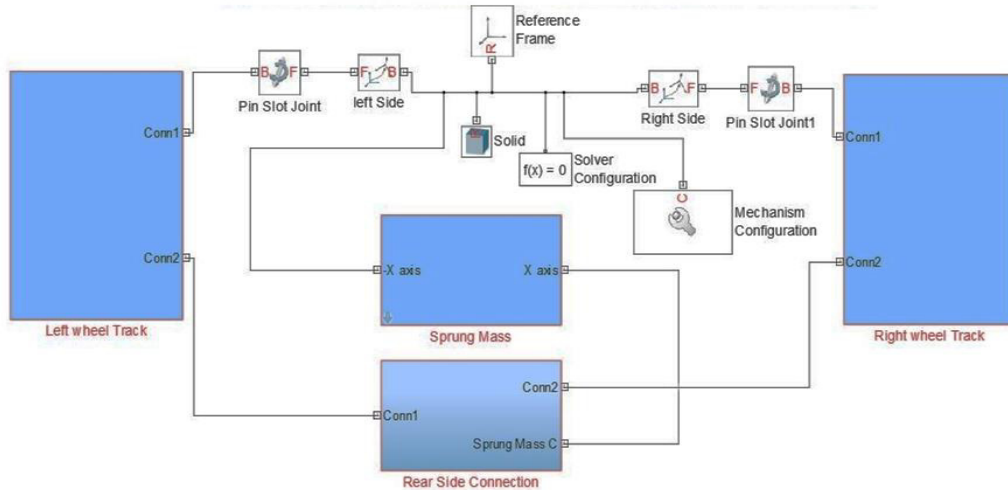 Reference
Frame
R
B F
Pin Slot Joint
F B
left Side
B F
Right Side
F B
Pin Slot Joint1
Conn1
Conn2
Left wheel Track
Solid
f(x) = 0
Solver
Configuration
C
Mechanism
Configuration
Conn1
Conn2
Right wheel Track
-X axis
X axis
Sprung Mass
Conn2
Conn1
Sprung Mass C
Rear Side Connection